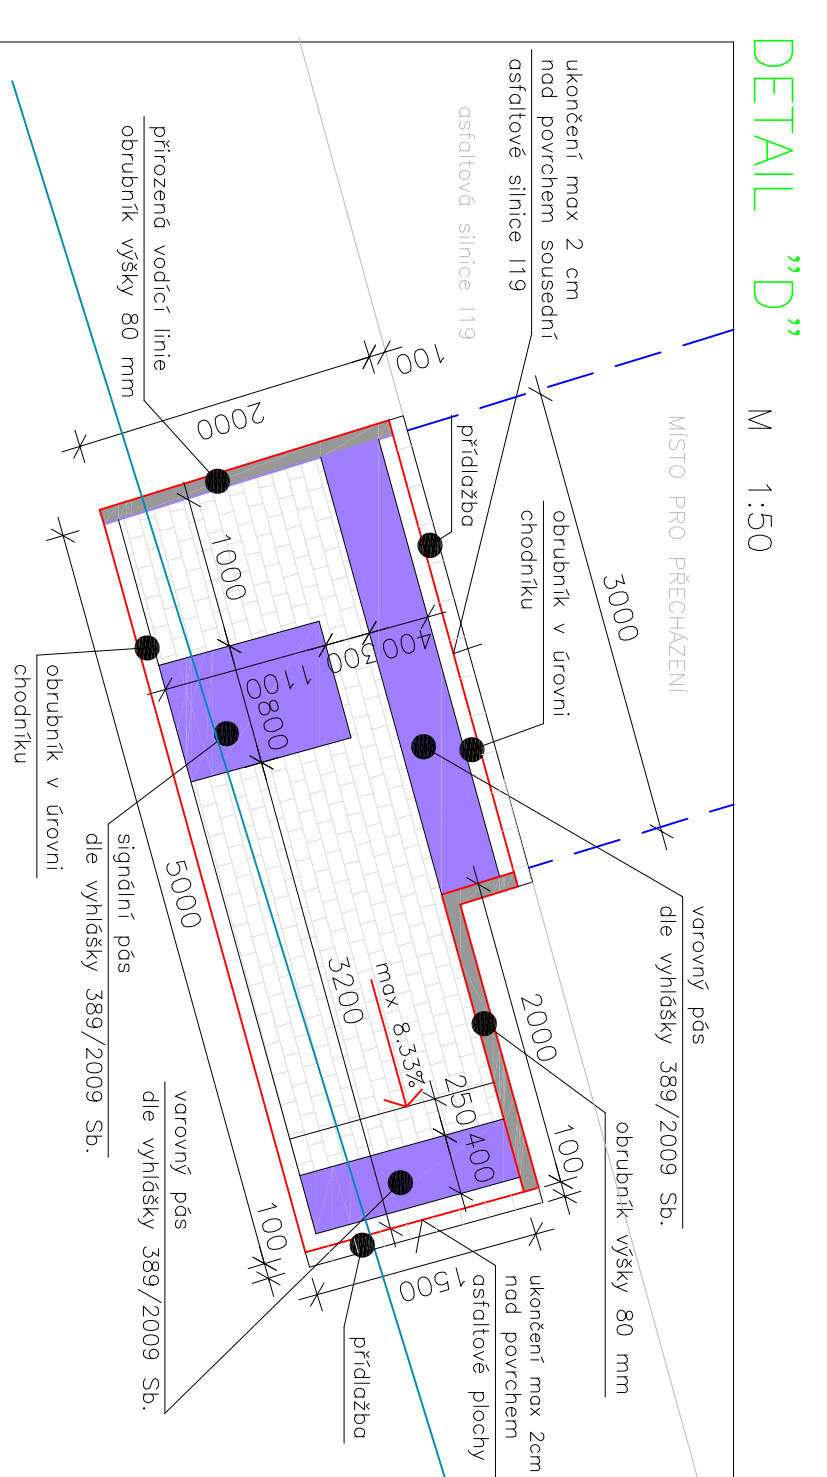 DETAIL "D"
M 1:50
ukončení max 2 cm
nad povrchem sousední
asfaltové silnice I19
asfaltová silnice I19
MÍSTO PRO PŘECHÁZENÍ
přirozená vodící linie
obrubník výšky 80 mm
100
2000
přídlažba
obrubník v úrovni
chodníku
3000
1000
400
300
1100
800
obrubník v úrovni
chodníku
signální pás
dle vyhlášky 389/2009 Sb.
5000
3200
max 8.33%
2000
varovný pás
dle vyhlášky 389/2009 Sb.
obrubník výšky 80 mm
250
400
100
varovný pás
dle vyhlášky 389/2009 Sb.
100
1500
přídlažba
ukončení max 2cm
nad povrchem
asfaltové plochy